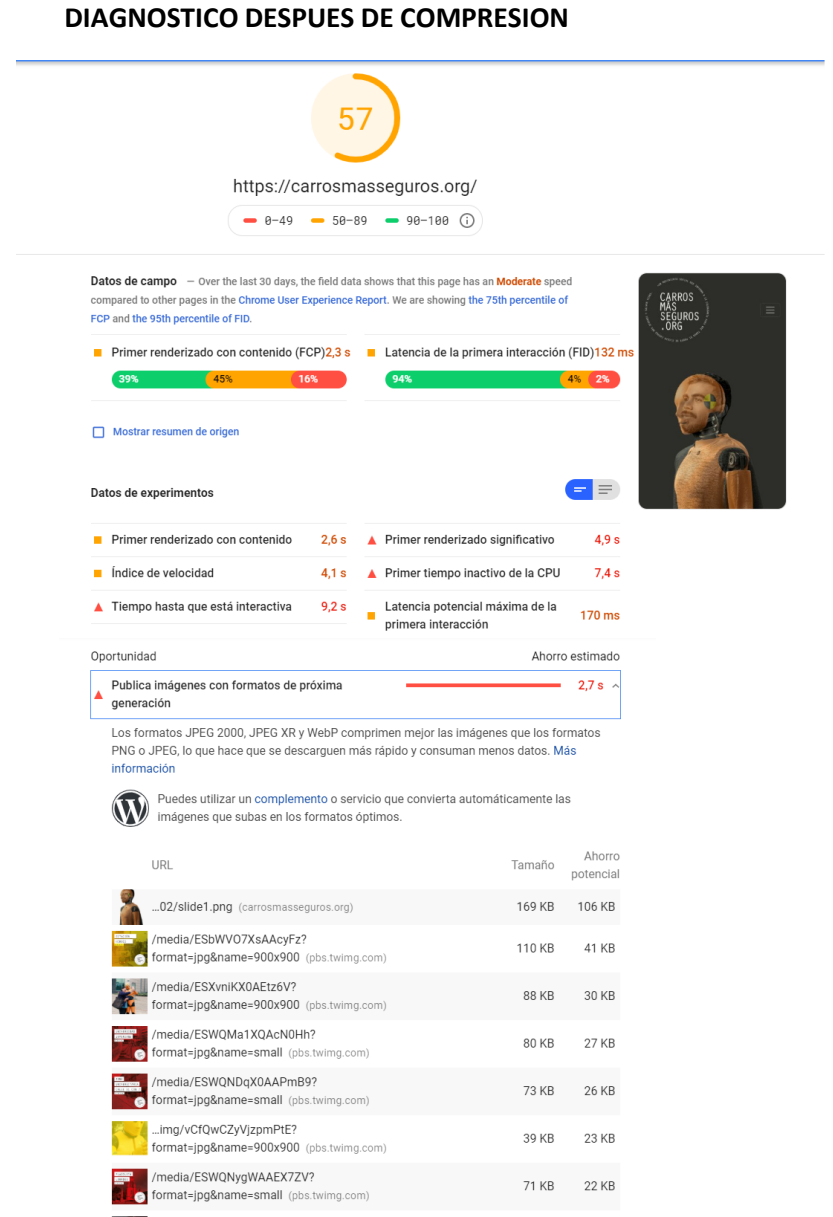 DIAGNOSTICO DESPUES DE COMPRESION
57
https://carrosmasseguros.org/
0–49 50–89 90–100
Datos de campo — Over the last 30 days, the field data shows that this page has an Moderate speed
compared to other pages in the Chrome User Experience Report. We are showing the 75th percentile of
FCP and the 95th percentile of FID.
CARROS
MÁS
SEGUROS
.ORG
Primer renderizado con contenido (FCP) 2,3 s
39% 45% 16%
Latencia de la primera interacción (FID) 132 ms
94% 4% 2%
Mostrar resumen de origen
Datos de experimentos
Primer renderizado con contenido 2,6 s
Primer renderizado significativo 4,9 s
Índice de velocidad 4,1 s
Primer tiempo inactivo de la CPU 7,4 s
Tiempo hasta que está interactiva 9,2 s
Latencia potencial máxima de la
primera interacción 170 ms
Oportunidad Ahorro estimado
Publica imágenes con formatos de próxima
generación 2,7 s
Los formatos JPEG 2000, JPEG XR y WebP comprimen mejor las imágenes que los formatos
PNG o JPEG, lo que hace que se descarguen más rápido y consuman menos datos. Más
información
Puedes utilizar un complemento o servicio que convierta automáticamente las
imágenes que subas en los formatos óptimos.
URL Tamaño Ahorro
potencial
...02/slide1.png (carrosmasseguros.org) 169 KB 106 KB
/media/ESbWVO7XsAAcyFz?
format=jpg&name=900x900 (pbs.twimg.com) 110 KB 41 KB
/media/ESXvniKX0AEtz6V?
format=jpg&name=900x900 (pbs.twimg.com) 88 KB 30 KB
/media/ESWQMa1XQAcN0Hh?
format=jpg&name=small (pbs.twimg.com) 80 KB 27 KB
/media/ESWQNDqX0AAPmB9?
format=jpg&name=small (pbs.twimg.com) 73 KB 26 KB
...img/vCfQwCZyVjzpmPtE?
format=jpg&name=900x900 (pbs.twimg.com) 39 KB 23 KB
/media/ESWQNygWAAEX7ZV?
format=jpg&name=small (pbs.twimg.com) 71 KB 22 KB